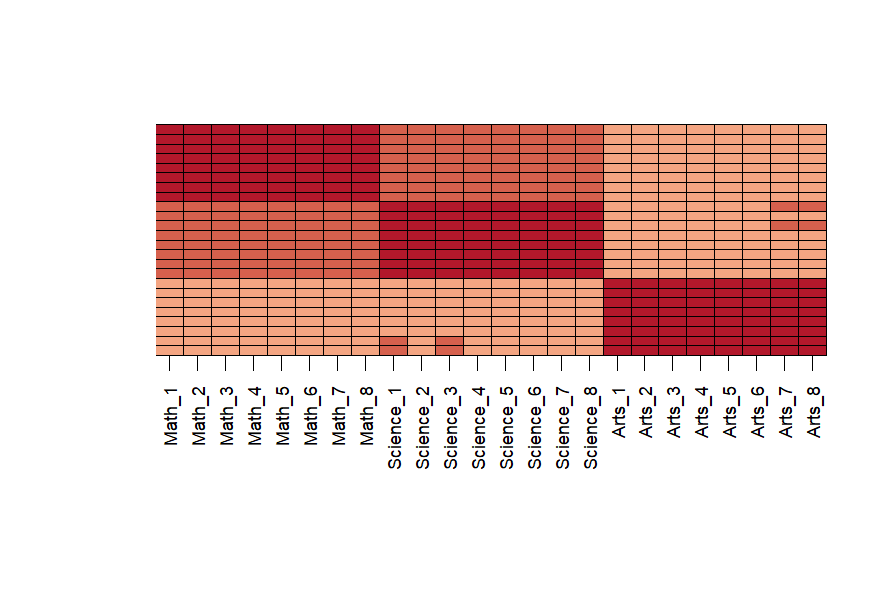 Math_1
Math_2
Math_3
Math_4
Math_5
Math_6
Math_7
Math_8
Science_1
Science_2
Science_3
Science_4
Science_5
Science_6
Science_7
Science_8
Arts_1
Arts_2
Arts_3
Arts_4
Arts_5
Arts_6
Arts_7
Arts_8